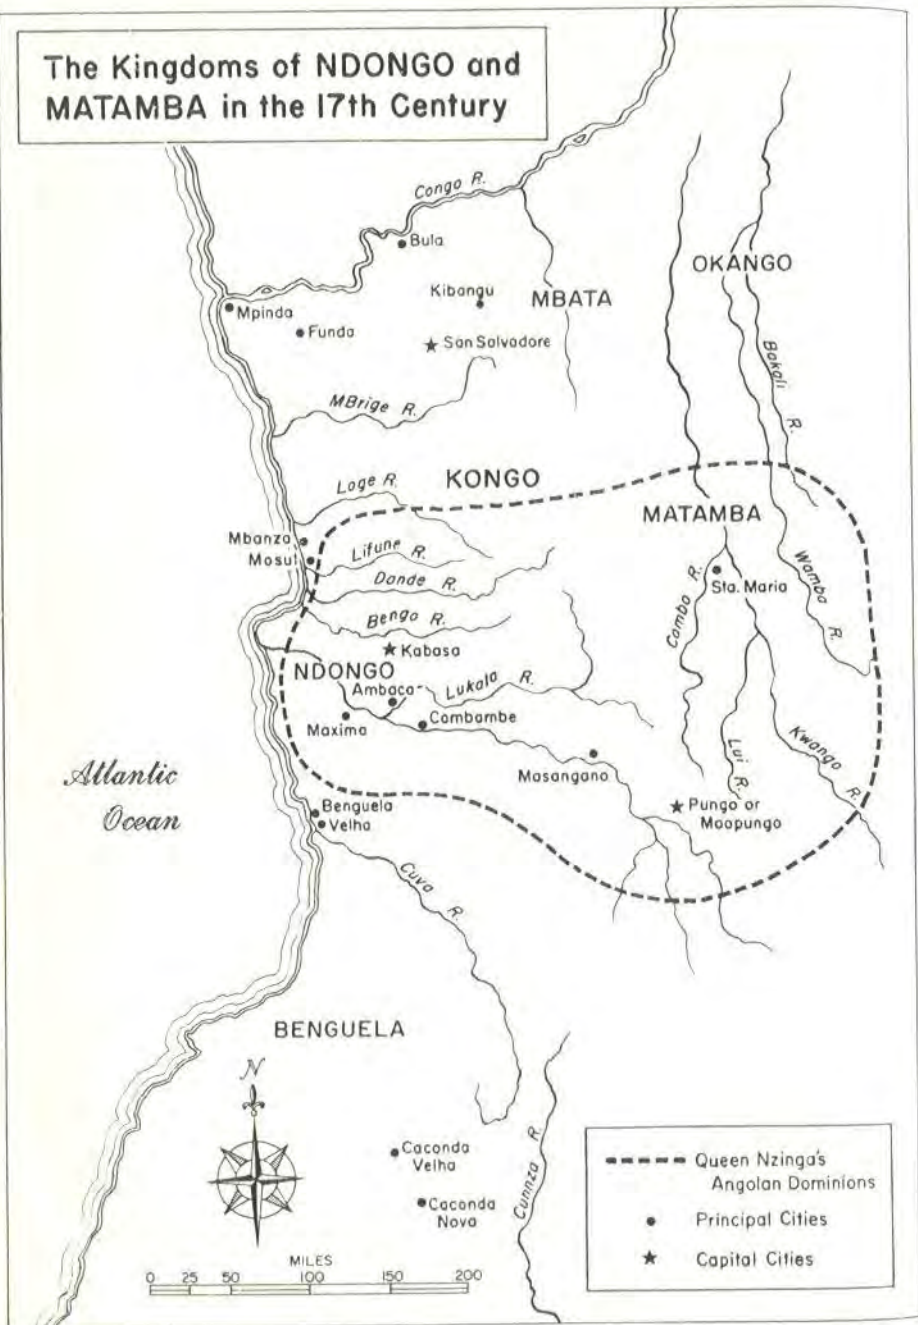 The Kingdoms of NDONGO and
MATAMBA in the 17th Century
Congo R.
Bula
OKANGO
Kibangu
MBATA
Mpinda
Funda
San Salvadore
Bakali R.
MBrige R.
Loge R.
KONGO
MATAMBA
Mbanza
Mosul
Lifune R.
Dande R.
Cambo R.
Sta. Maria
Wamba R.
Bengo R.
Kabasa
NDONGO
Ambaca
Lukala R.
Maxima
Cambambe
Lui R.
Kwango R.
Masangano
Atlantic
Ocean
Pungo or
Maopungo
Benguela
Velha
Cuva R.
BENGUELA
N
Caconda
Velha
Caconda
Nova
Cunnza R.
MILES
0 25 50 100 150 200
Queen Nzinga's
Angolan Dominions
Principal Cities
Capital Cities